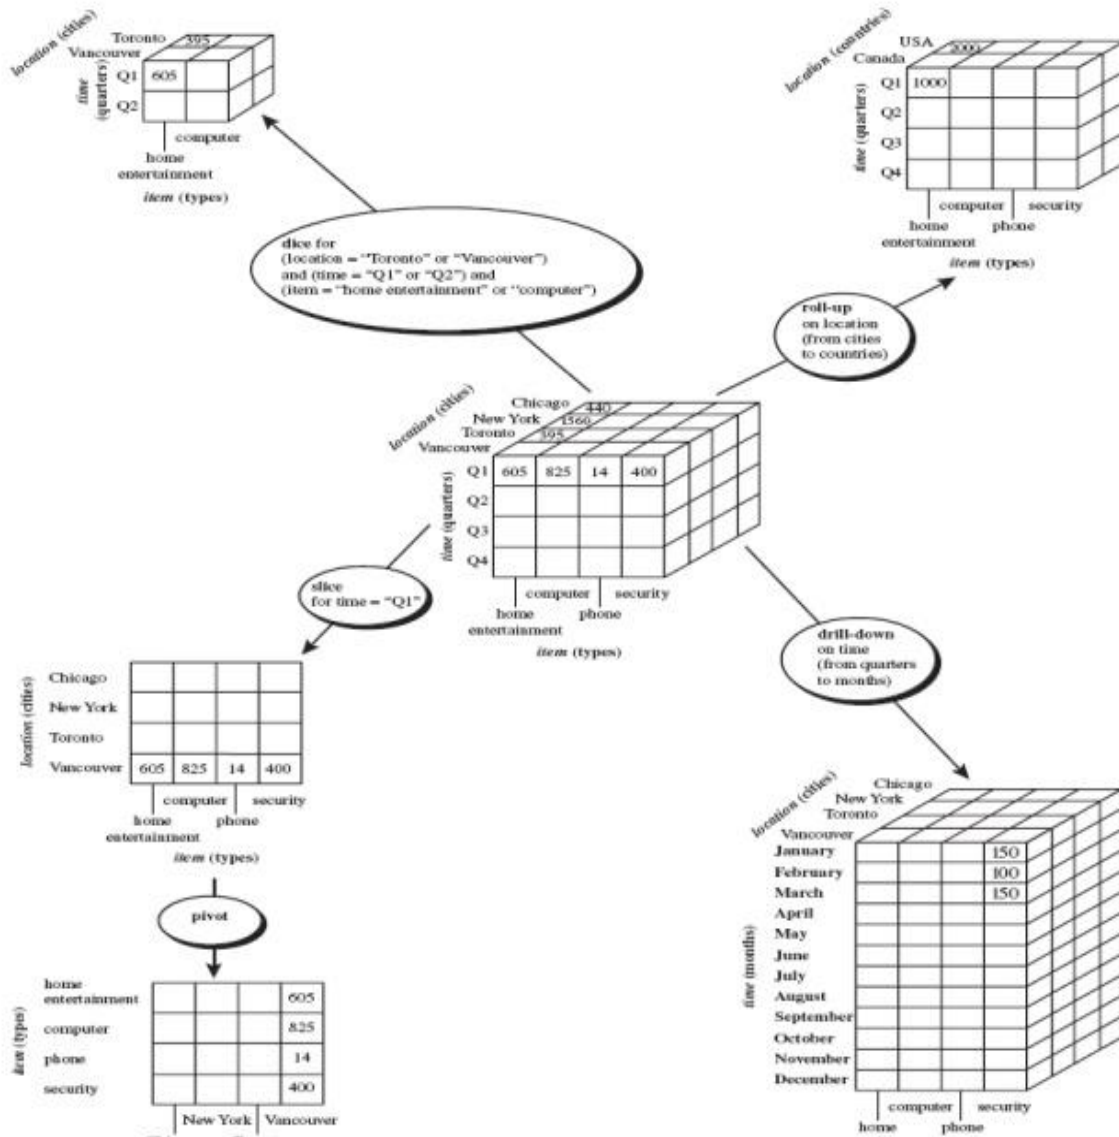 location (cities)
Toronto 395
Vancouver
Q1 605
Q2
time
(quarters)
computer
home
entertainment
item (types)
location (countries)
USA 2000
Canada
Q1 1000
Q2
Q3
Q4
time (quarters)
computer security
home phone
entertainment
item (types)
dice for
(location = "Toronto" or "Vancouver")
and (time = "Q1" or "Q2") and
(item = "home entertainment" or "computer")
roll-up
on location
(from cities
to countries)
location (cities)
Chicago 440
New York 1560
Toronto 395
Vancouver
Q1 605 825 14 400
Q2
Q3
Q4
time (quarters)
computer security
home phone
entertainment
item (types)
slice
for time = "Q1"
drill-down
on time
(from quarters
to months)
Chicago
New York
Toronto
Vancouver 605 825 14 400
location (cities)
computer security
home phone
entertainment
item (types)
pivot
home
entertainment 605
computer 825
phone 14
security 400
item (types)
New York Vancouver
location (cities)
Chicago
New York
Toronto
Vancouver
January 150
February 100
March 150
April
May
June
July
August
September
October
November
December
time (months)
computer security
home phone